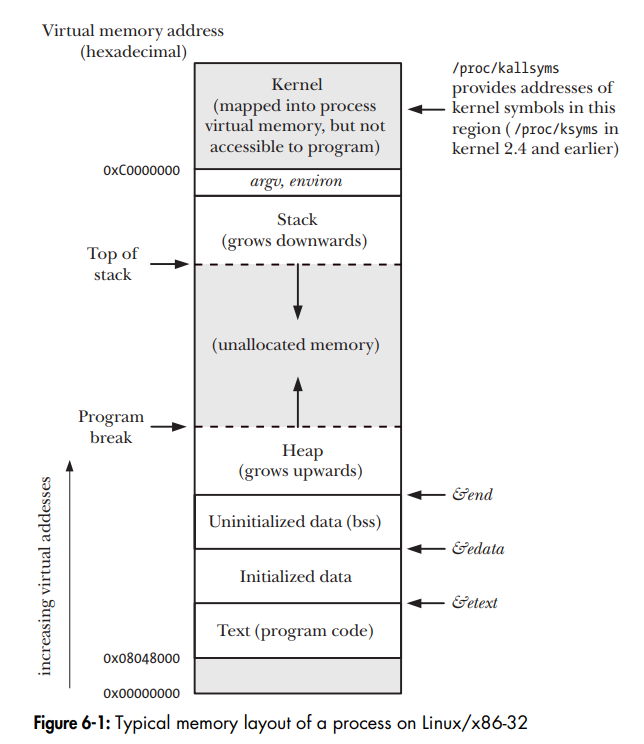 Virtual memory address
(hexadecimal)
/proc/kallsyms
provides addresses of
kernel symbols in this
region ( /proc/ksyms in
kernel 2.4 and earlier)
Kernel
(mapped into process
virtual memory, but not
accessible to program)
0xC0000000
argv, environ
Stack
(grows downwards)
Top of
stack
(unallocated memory)
Program
break
Heap
(grows upwards)
&end
Uninitialized data (bss)
&edata
Initialized data
&etext
Text (program code)
0x08048000
0x00000000
increasing virtual addesses
Figure 6-1: Typical memory layout of a process on Linux/x86-32